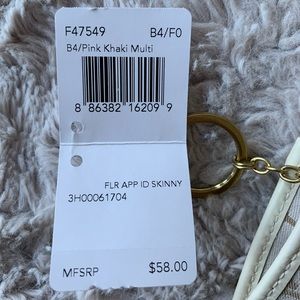 F47549 B4/F0
B4/Pink Khaki Multi
8 86382 16209 9
FLR APP ID SKINNY
3H00061704
MFSRP $58.00